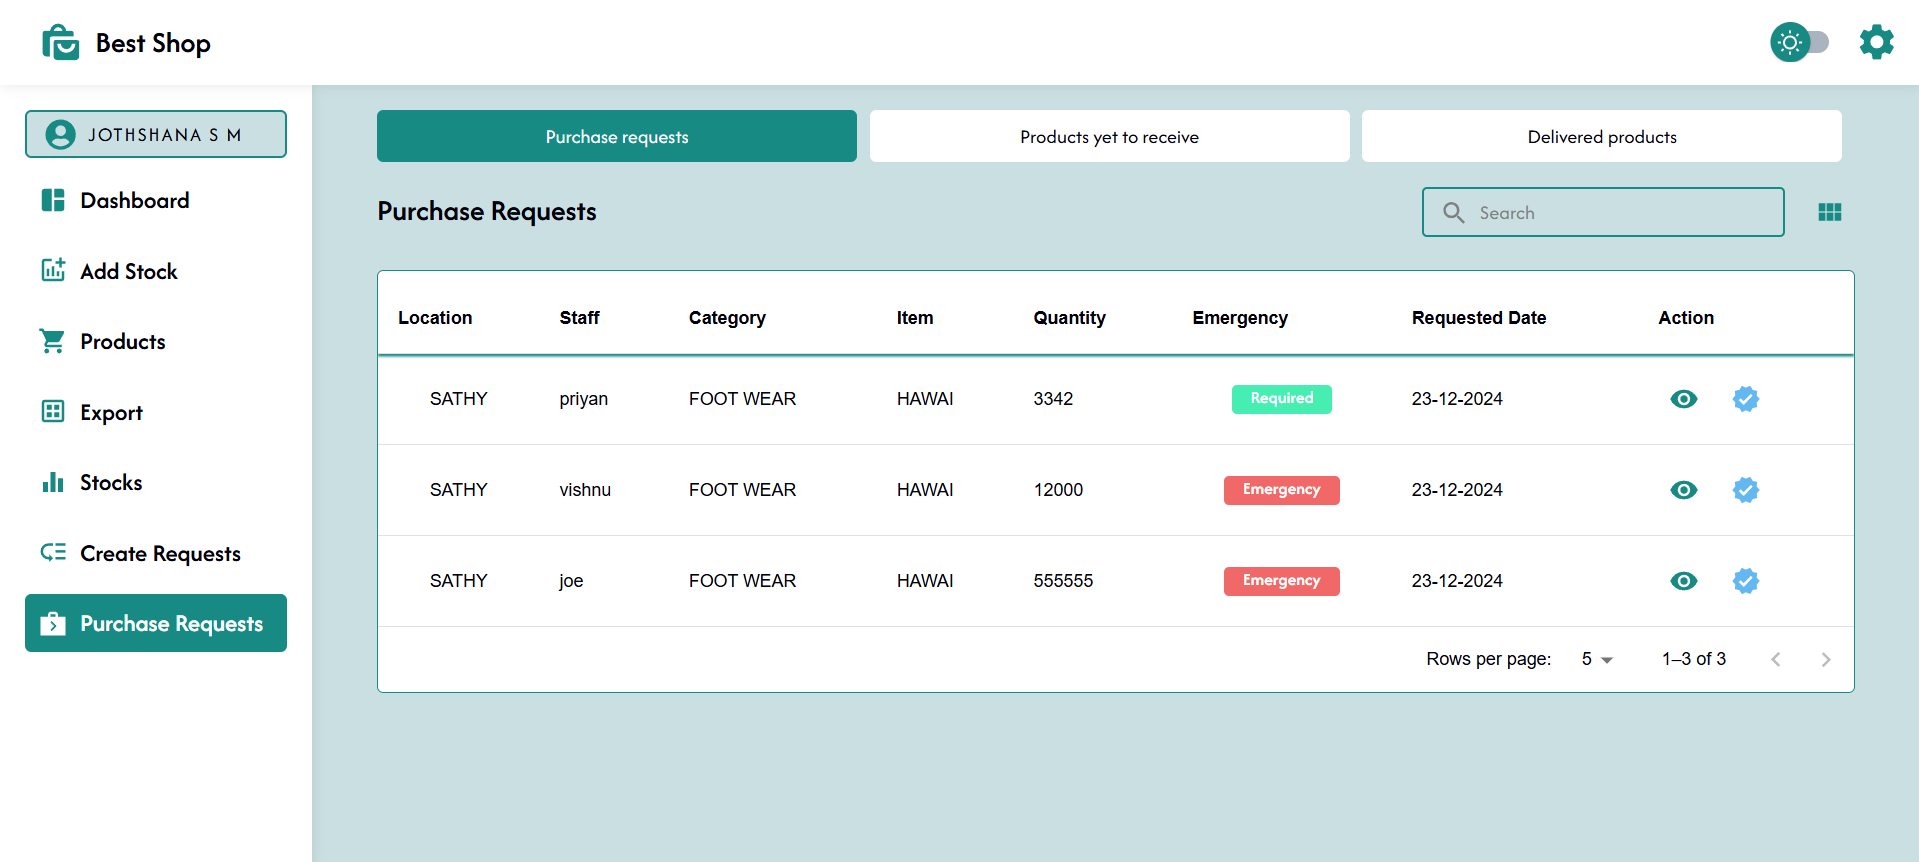 Best Shop
JOTHSHANA S M
Dashboard
Add Stock
Products
Export
Stocks
Create Requests
Purchase Requests
Purchase requests
Products yet to receive
Delivered products
Purchase Requests
Search
Location Staff Category Item Quantity Emergency Requested Date Action
SATHY priyan FOOT WEAR HAWAI 3342 Required 23-12-2024
SATHY vishnu FOOT WEAR HAWAI 12000 Emergency 23-12-2024
SATHY joe FOOT WEAR HAWAI 555555 Emergency 23-12-2024
Rows per page: 5 1–3 of 3